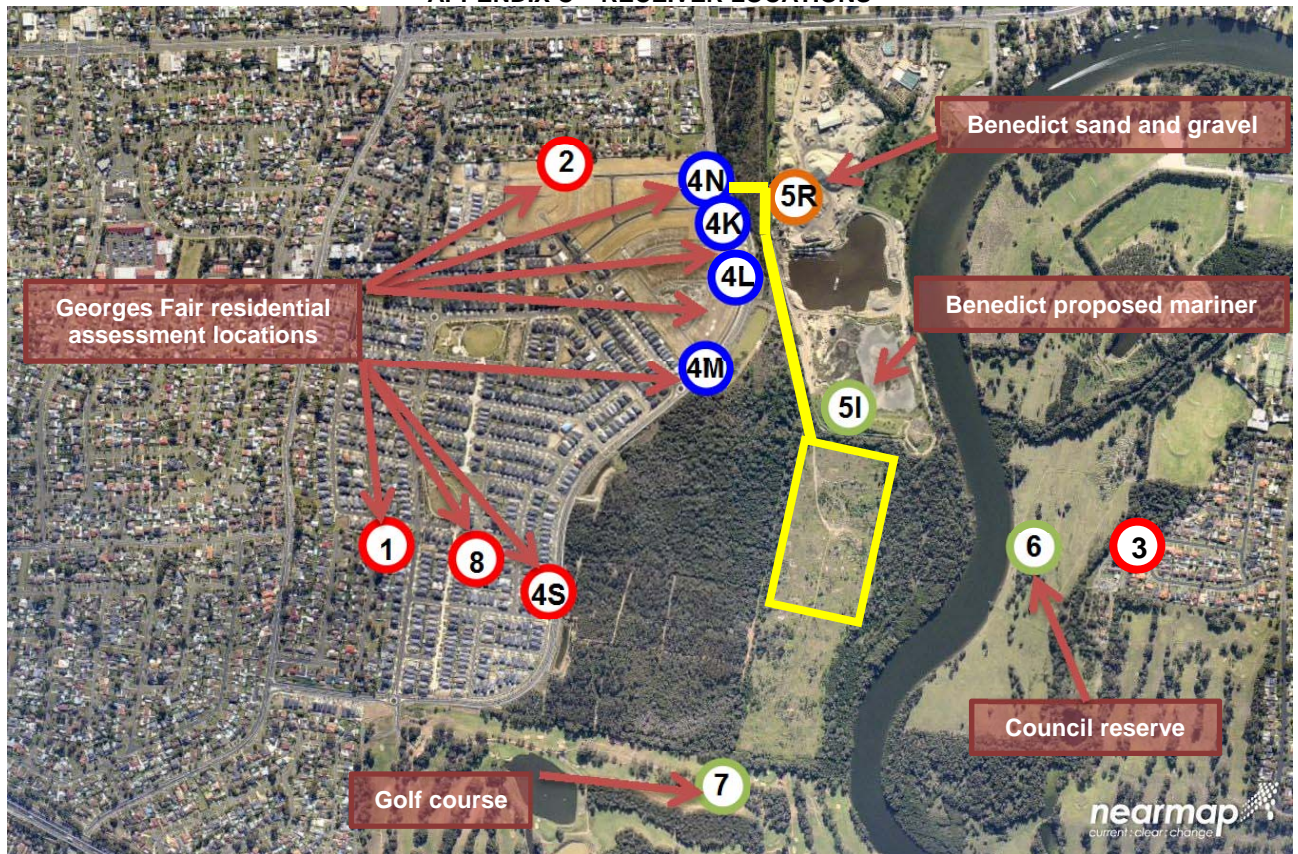 2
4N
5R
Benedict sand and gravel
4K
4L
Georges Fair residential
assessment locations
Benedict proposed mariner
4M
5I
1
8
4S
6
3
Council reserve
Golf course
7
nearmap
current : clear : change